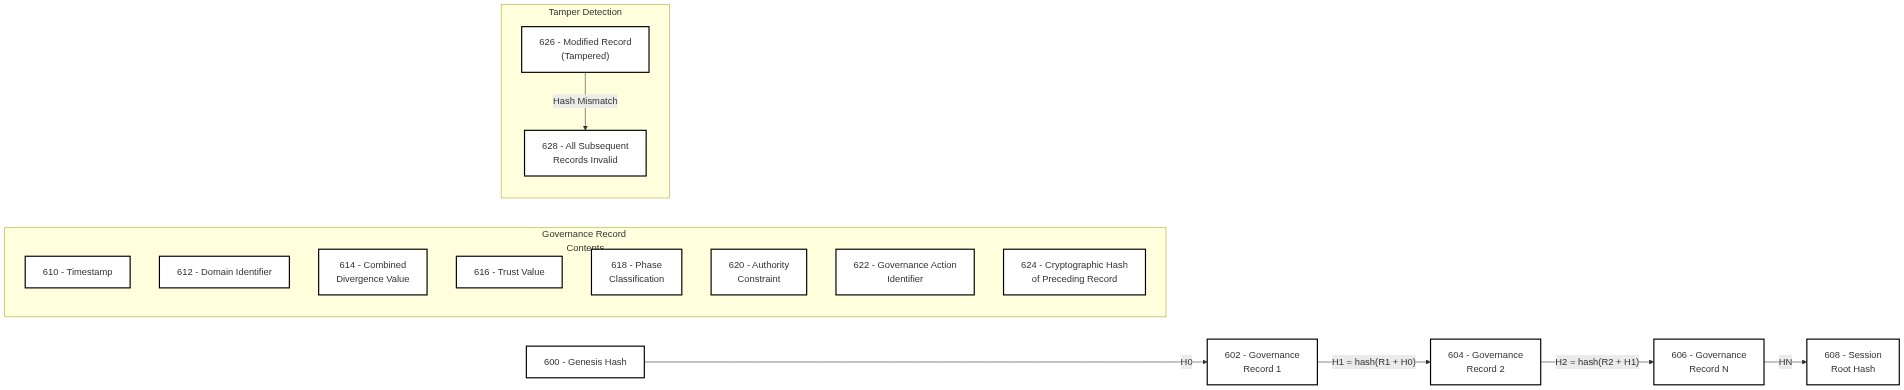 Tamper Detection
626 - Modified Record
(Tampered)
Hash Mismatch
628 - All Subsequent
Records Invalid
Governance Record
Contents
610 - Timestamp
612 - Domain Identifier
614 - Combined
Divergence Value
616 - Trust Value
618 - Phase
Classification
620 - Authority
Constraint
622 - Governance Action
Identifier
624 - Cryptographic Hash
of Preceding Record
600 - Genesis Hash
H0
602 - Governance
Record 1
H1 = hash(R1 + H0)
604 - Governance
Record 2
H2 = hash(R2 + H1)
606 - Governance
Record N
HN
608 - Session
Root Hash